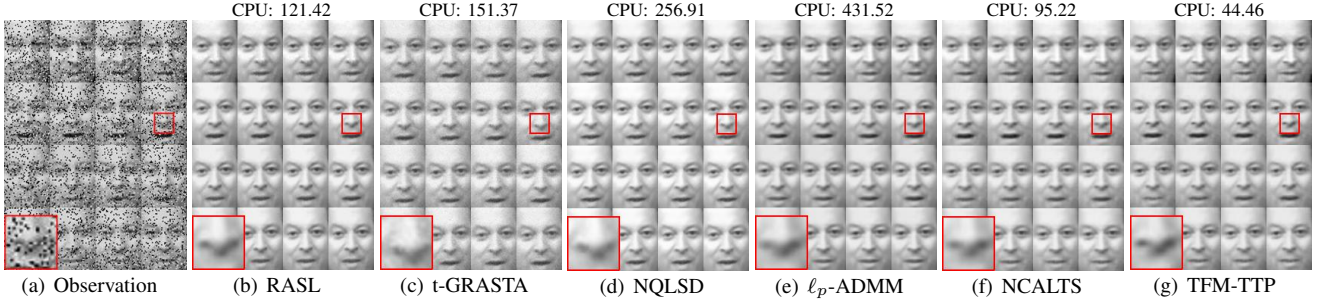 CPU: 121.42 CPU: 151.37 CPU: 256.91 CPU: 431.52 CPU: 95.22 CPU: 44.46
(a) Observation (b) RASL (c) t-GRASTA (d) NQLSD (e) ℓp-ADMM (f) NCALTS (g) TFM-TTP